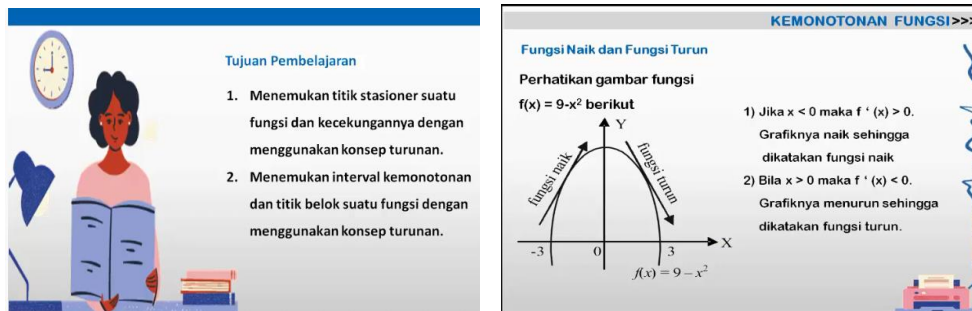 Tujuan Pembelajaran
1. Menemukan titik stasioner suatu
fungsi dan kecekungannya dengan
menggunakan konsep turunan.
2. Menemukan interval kemonotonan
dan titik belok suatu fungsi dengan
menggunakan konsep turunan.
KEMONOTONAN FUNGSI>>>
Fungsi Naik dan Fungsi Turun
Perhatikan gambar fungsi
f(x) = 9-x² berikut
Y
fungsi naik
fungsi turun
X
-3
0
3
f(x) = 9 – x²
1) Jika x < 0 maka f ‘ (x) > 0.
Grafiknya naik sehingga
dikatakan fungsi naik
2) Bila x > 0 maka f ‘ (x) < 0.
Grafiknya menurun sehingga
dikatakan fungsi turun.